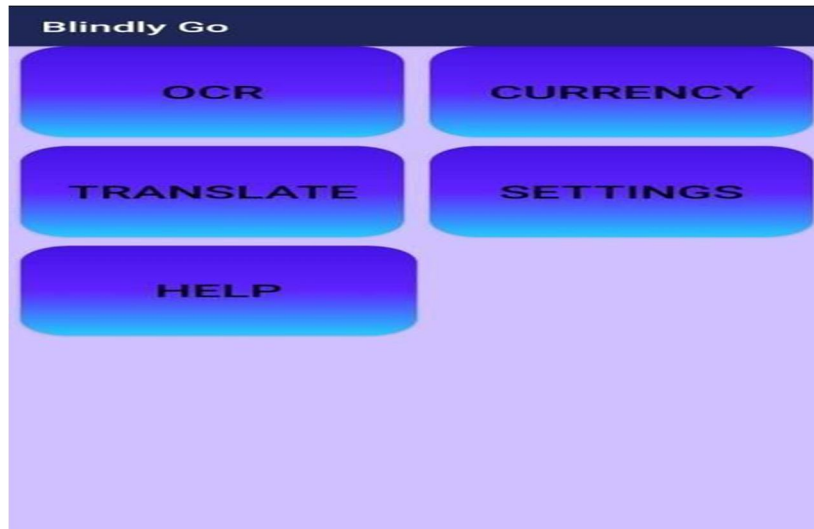 Blindly Go
OCR
CURRENCY
TRANSLATE
SETTINGS
HELP